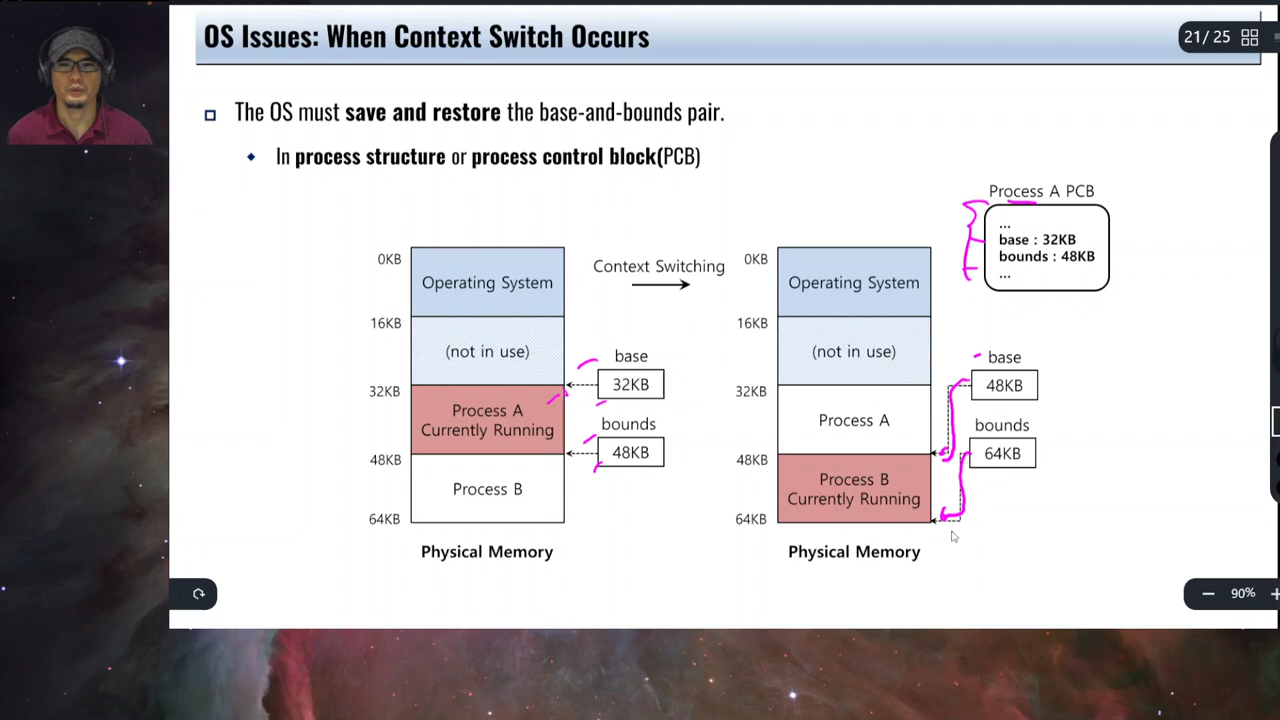 OS Issues: When Context Switch Occurs
21 / 25
The OS must save and restore the base-and-bounds pair.
In process structure or process control block(PCB)
Process A PCB
...
base : 32KB
bounds : 48KB
...
0KB
Operating System
16KB
(not in use)
32KB
Process A
Currently Running
48KB
Process B
64KB
Physical Memory
base
32KB
bounds
48KB
Context Switching
0KB
Operating System
16KB
(not in use)
32KB
Process A
48KB
Process B
Currently Running
64KB
Physical Memory
base
48KB
bounds
64KB
90%